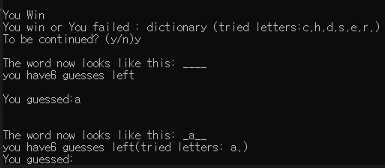 You Win
You win or You failed : dictionary (tried letters:c,h,d,s,e,r,)
To be continued? (y/n)y
The word now looks like this: ____
you have6 guesses left
You guessed:a
The word now looks like this: _a__
you have6 guesses left(tried letters: a,)
You guessed: